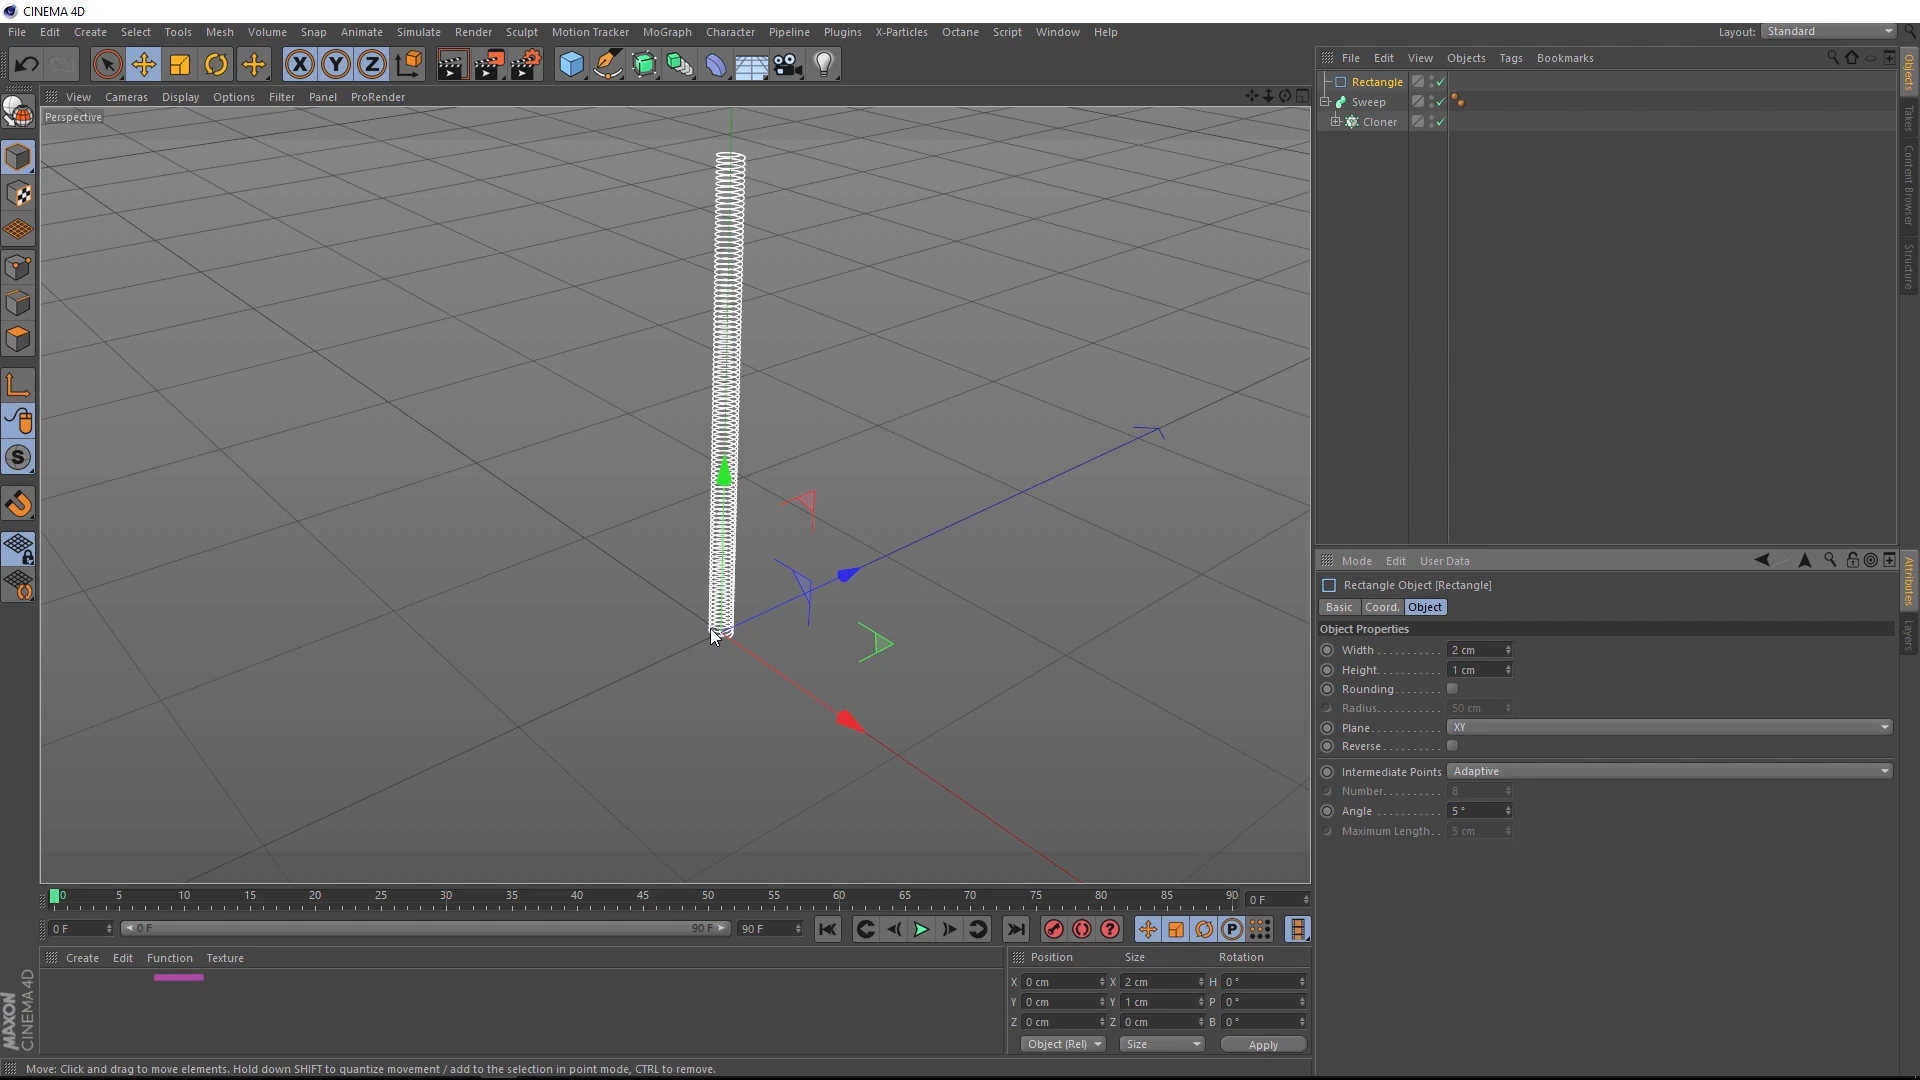 CINEMA 4D
File Edit Create Select Tools Mesh Volume Snap Animate Simulate Render Sculpt Motion Tracker MoGraph Character Pipeline Plugins X-Particles Octane Script Window Help
Layout: Standard
X Y Z
File Edit View Objects Tags Bookmarks
View Cameras Display Options Filter Panel ProRender
Perspective
Rectangle
Sweep
Cloner
Objects
Takes
Content Browser
Structure
S
Mode Edit User Data
Rectangle Object [Rectangle]
Basic Coord. Object
Object Properties
Width . . . . . . . . . . . 2 cm
Height. . . . . . . . . . . 1 cm
Rounding. . . . . . . .
Radius. . . . . . . . . . . 50 cm
Plane. . . . . . . . . . . . XY
Reverse . . . . . . . . . .
Intermediate Points Adaptive
Number. . . . . . . . . . 8
Angle . . . . . . . . . . . 5 °
Maximum Length. . 5 cm
Attributes
Layers
0 5 10 15 20 25 30 35 40 45 50 55 60 65 70 75 80 85 90 0 F
0 F 0 F 90 F 90 F P
Create Edit Function Texture
Position Size Rotation
X 0 cm X 2 cm H 0 °
Y 0 cm Y 1 cm P 0 °
Z 0 cm Z 0 cm B 0 °
Object (Rel) Size Apply
MAXON
CINEMA 4D
Move: Click and drag to move elements. Hold down SHIFT to quantize movement / add to the selection in point mode, CTRL to remove.